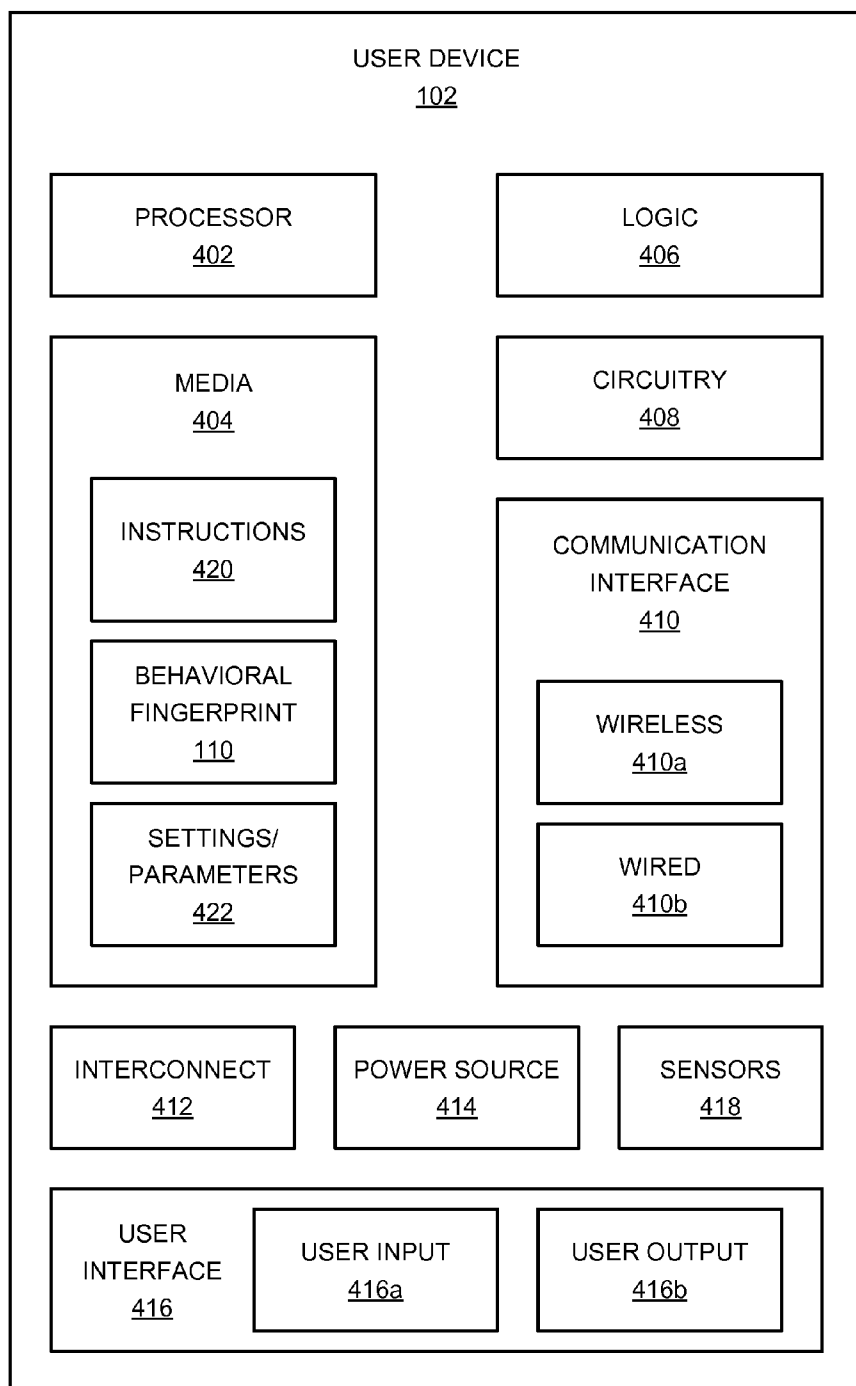 USER DEVICE
102
PROCESSOR
402
LOGIC
406
MEDIA
404
CIRCUITRY
408
INSTRUCTIONS
420
BEHAVIORAL
FINGERPRINT
110
SETTINGS/
PARAMETERS
422
COMMUNICATION
INTERFACE
410
WIRELESS
410a
WIRED
410b
INTERCONNECT
412
POWER SOURCE
414
SENSORS
418
USER
INTERFACE
416
USER INPUT
416a
USER OUTPUT
416b